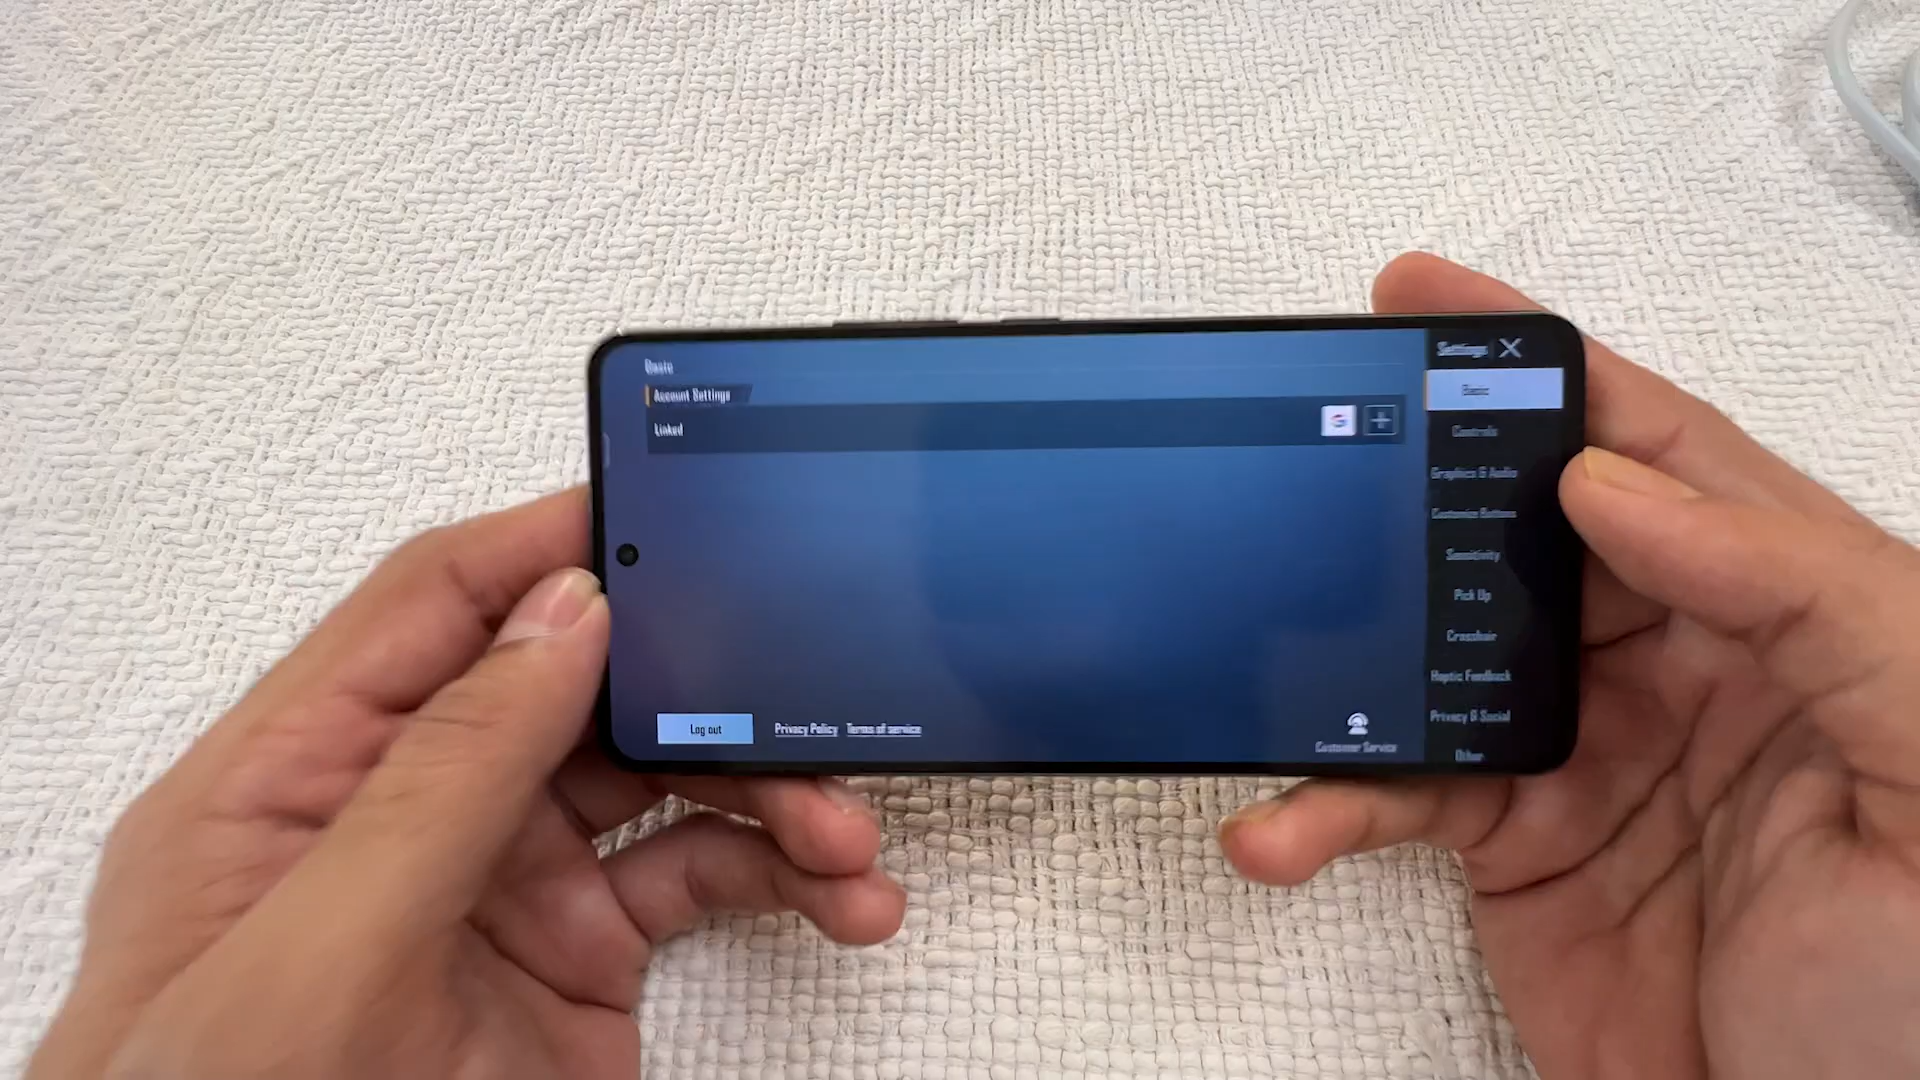 Basic
Account Settings
Linked
Log out
Privacy Policy
Terms of service
Customer Service
Settings
Basic
Controls
Graphics & Audio
Customize Buttons
Sensitivity
Pick Up
Crosshair
Haptic Feedback
Privacy & Social
Other